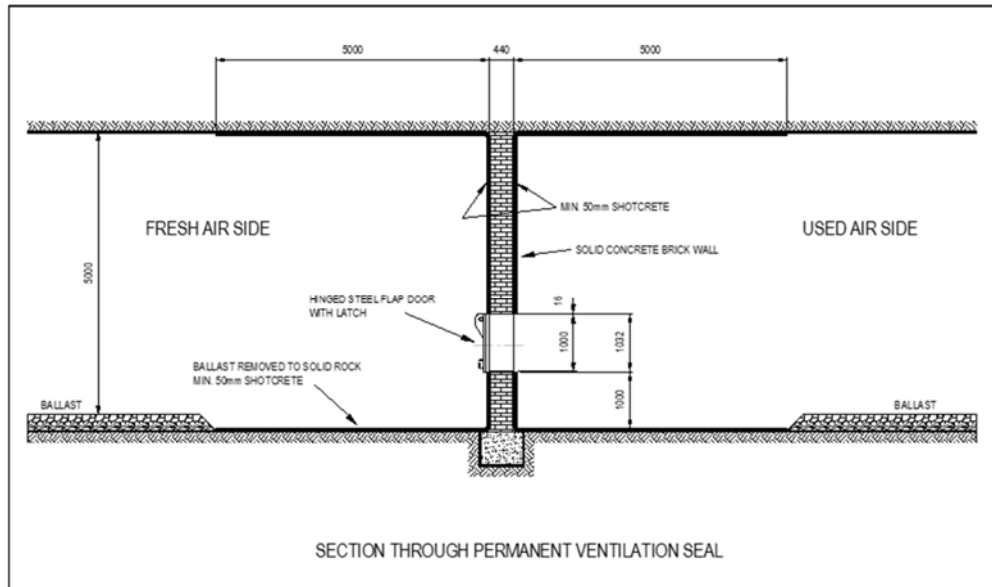 5000
440
5000
MIN. 50mm SHOTCRETE
FRESH AIR SIDE
USED AIR SIDE
SOLID CONCRETE BRICK WALL
5000
HINGED STEEL FLAP DOOR
WITH LATCH
16
1000
1032
BALLAST REMOVED TO SOLID ROCK
MIN. 50mm SHOTCRETE
1000
BALLAST
BALLAST
SECTION THROUGH PERMANENT VENTILATION SEAL